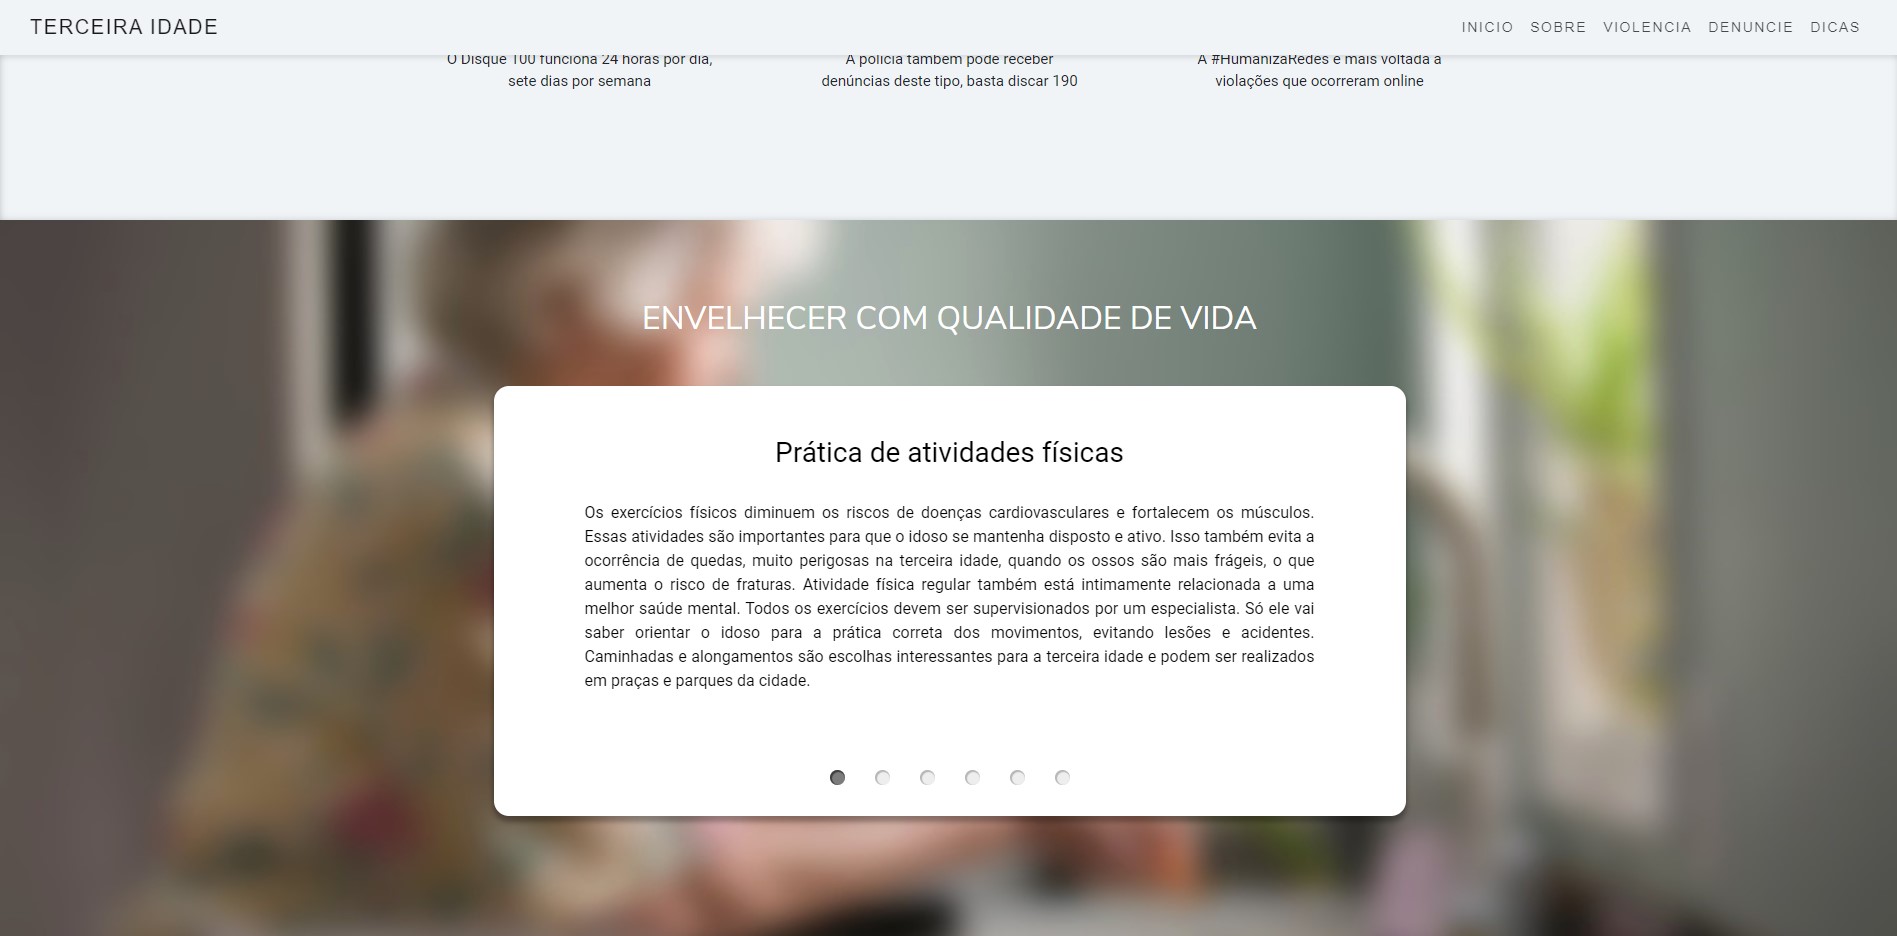 TERCEIRA IDADE
INICIO SOBRE VIOLENCIA DENUNCIE DICAS
O Disque 100 funciona 24 horas por dia,
sete dias por semana
A polícia também pode receber
denúncias deste tipo, basta discar 190
A #HumanizaRedes é mais voltada a
violações que ocorreram online
ENVELHECER COM QUALIDADE DE VIDA
Prática de atividades físicas
Os exercícios físicos diminuem os riscos de doenças cardiovasculares e fortalecem os músculos.
Essas atividades são importantes para que o idoso se mantenha disposto e ativo. Isso também evita a
ocorrência de quedas, muito perigosas na terceira idade, quando os ossos são mais frágeis, o que
aumenta o risco de fraturas. Atividade física regular também está intimamente relacionada a uma
melhor saúde mental. Todos os exercícios devem ser supervisionados por um especialista. Só ele vai
saber orientar o idoso para a prática correta dos movimentos, evitando lesões e acidentes.
Caminhadas e alongamentos são escolhas interessantes para a terceira idade e podem ser realizados
em praças e parques da cidade.